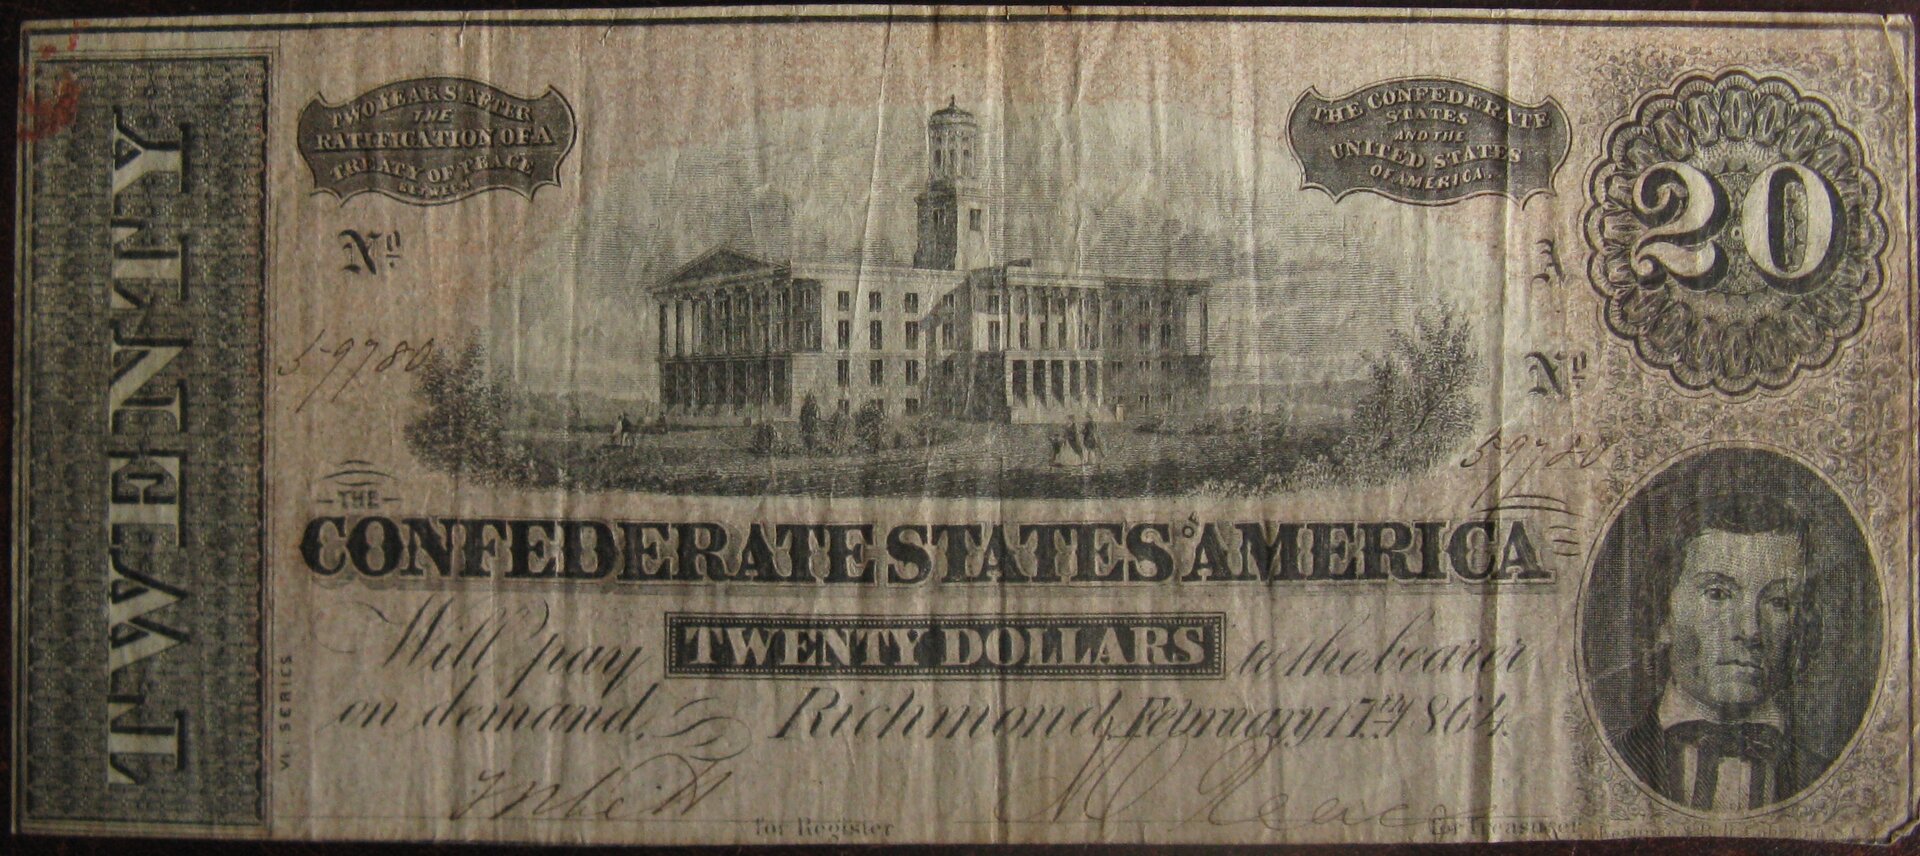 TWENTY
TWO YEARS AFTER
THE
RATIFICATION OF A
TREATY OF PEACE
BETWEEN
THE CONFEDERATE
STATES
AND THE
UNITED STATES
OF AMERICA.
20
Nº
A
59780
Nº
59780
THE
CONFEDERATE STATES OF AMERICA
Will pay TWENTY DOLLARS to the bearer
on demand. Richmond, February 17th 1864.
VI. SERIES.
for Register
for Treasurer